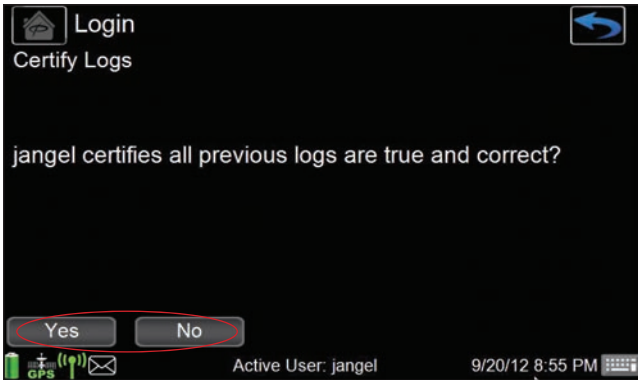 Login
Certify Logs
jangel certifies all previous logs are true and correct?
Yes No
GPS Active User: jangel 9/20/12 8:55 PM